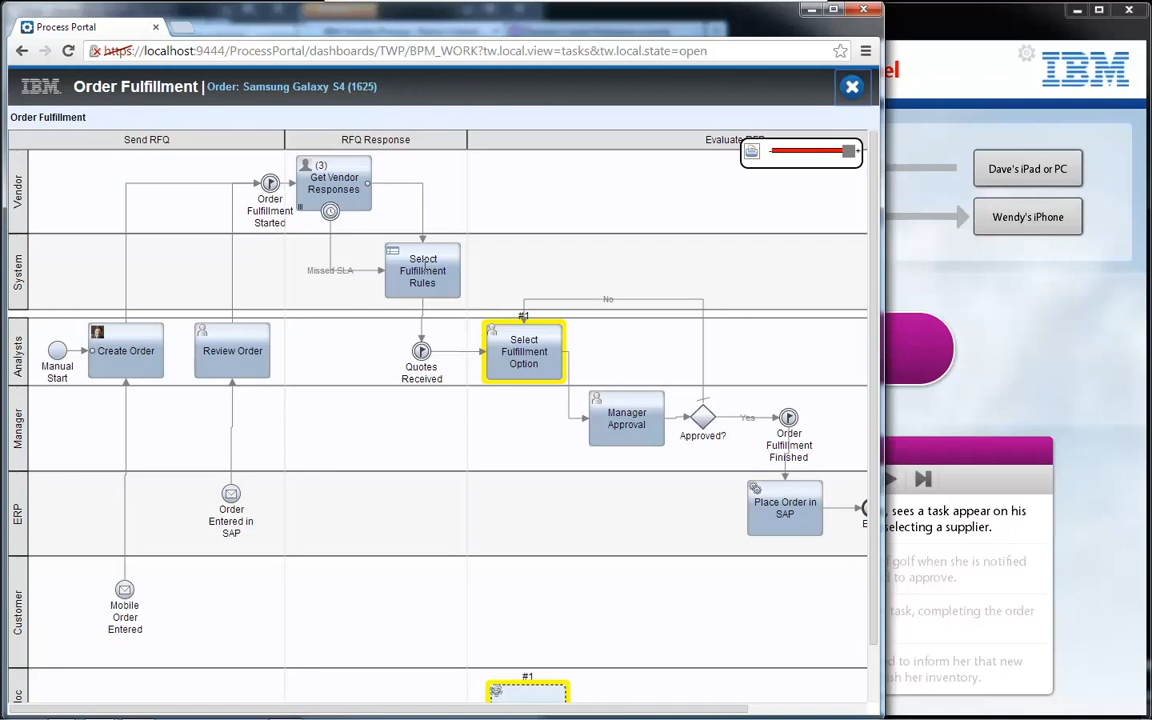 Process Portal
https://localhost:9444/ProcessPortal/dashboards/TWP/BPM_WORK?tw.local.view=tasks&tw.local.state=open
IBM Order Fulfillment | Order: Samsung Galaxy S4 (1625)
Order Fulfillment
Send RFQ
RFQ Response
Vendor
(3)
Get Vendor
Responses
Order
Fulfillment
Started
System
Select
Fulfillment
Rules
Missed SLA
No
#1
Analysts
Manual
Start
Create Order
Review Order
Quotes
Received
Select
Fulfillment
Option
Manager
Manager
Approval
Approved?
Yes
Order
Fulfillment
Finished
ERP
Order
Entered in
SAP
Place Order in
SAP
Customer
Mobile
Order
Entered
#1
IBM
Dave's iPad or PC
Wendy's iPhone
, sees a task appear on his
selecting a supplier.
of golf when she is notified
d to approve.
task, completing the order
ed to inform her that new
sh her inventory.